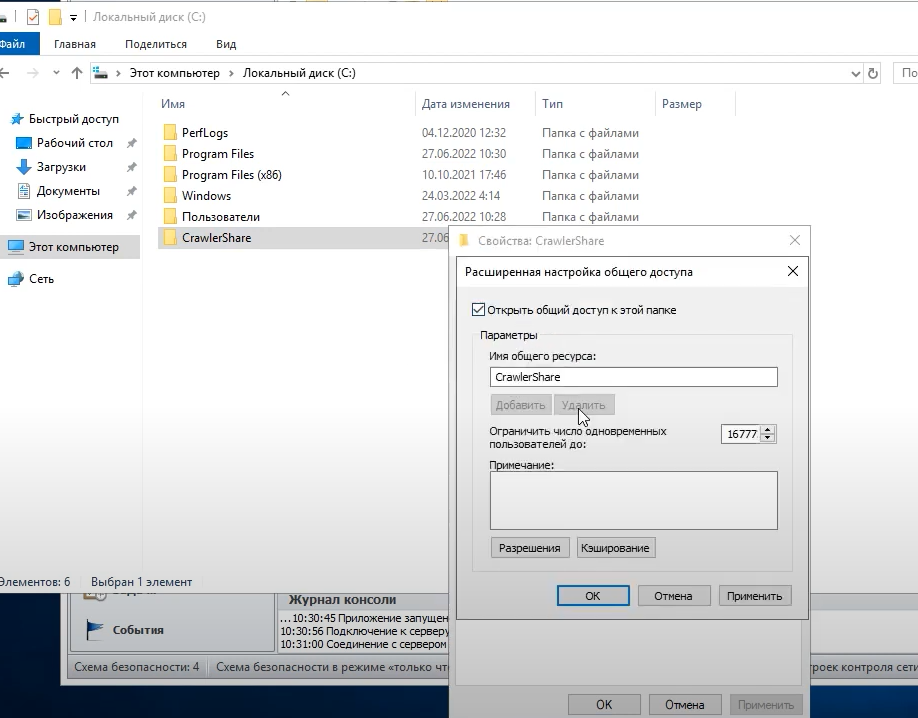 Локальный диск (C:)
Файл Главная Поделиться Вид
Этот компьютер Локальный диск (C:) По
Имя Дата изменения Тип Размер
Быстрый доступ
Рабочий стол
Загрузки
Документы
Изображения
Этот компьютер
Сеть
PerfLogs 04.12.2020 12:32 Папка с файлами
Program Files 27.06.2022 10:30 Папка с файлами
Program Files (x86) 10.10.2021 17:46 Папка с файлами
Windows 24.03.2022 4:14 Папка с файлами
Пользователи 27.06.2022 10:28 Папка с файлами
CrawlerShare 27.06
Свойства: CrawlerShare
Расширенная настройка общего доступа
Открыть общий доступ к этой папке
Параметры
Имя общего ресурса:
CrawlerShare
Добавить Удалить
Ограничить число одновременных
пользователей до:
16777
Примечание:
Разрешения Кэширование
ОК Отмена Применить
Элементов: 6 Выбран 1 элемент
События
Журнал консоли
...10:30:45 Приложение запущен
10:30:56 Подключение к серверу
10:31:00 Соединение с сервером
Схема безопасности: 4 Схема безопасности в режиме «только чт
роек контроля сети
ОК Отмена Применить